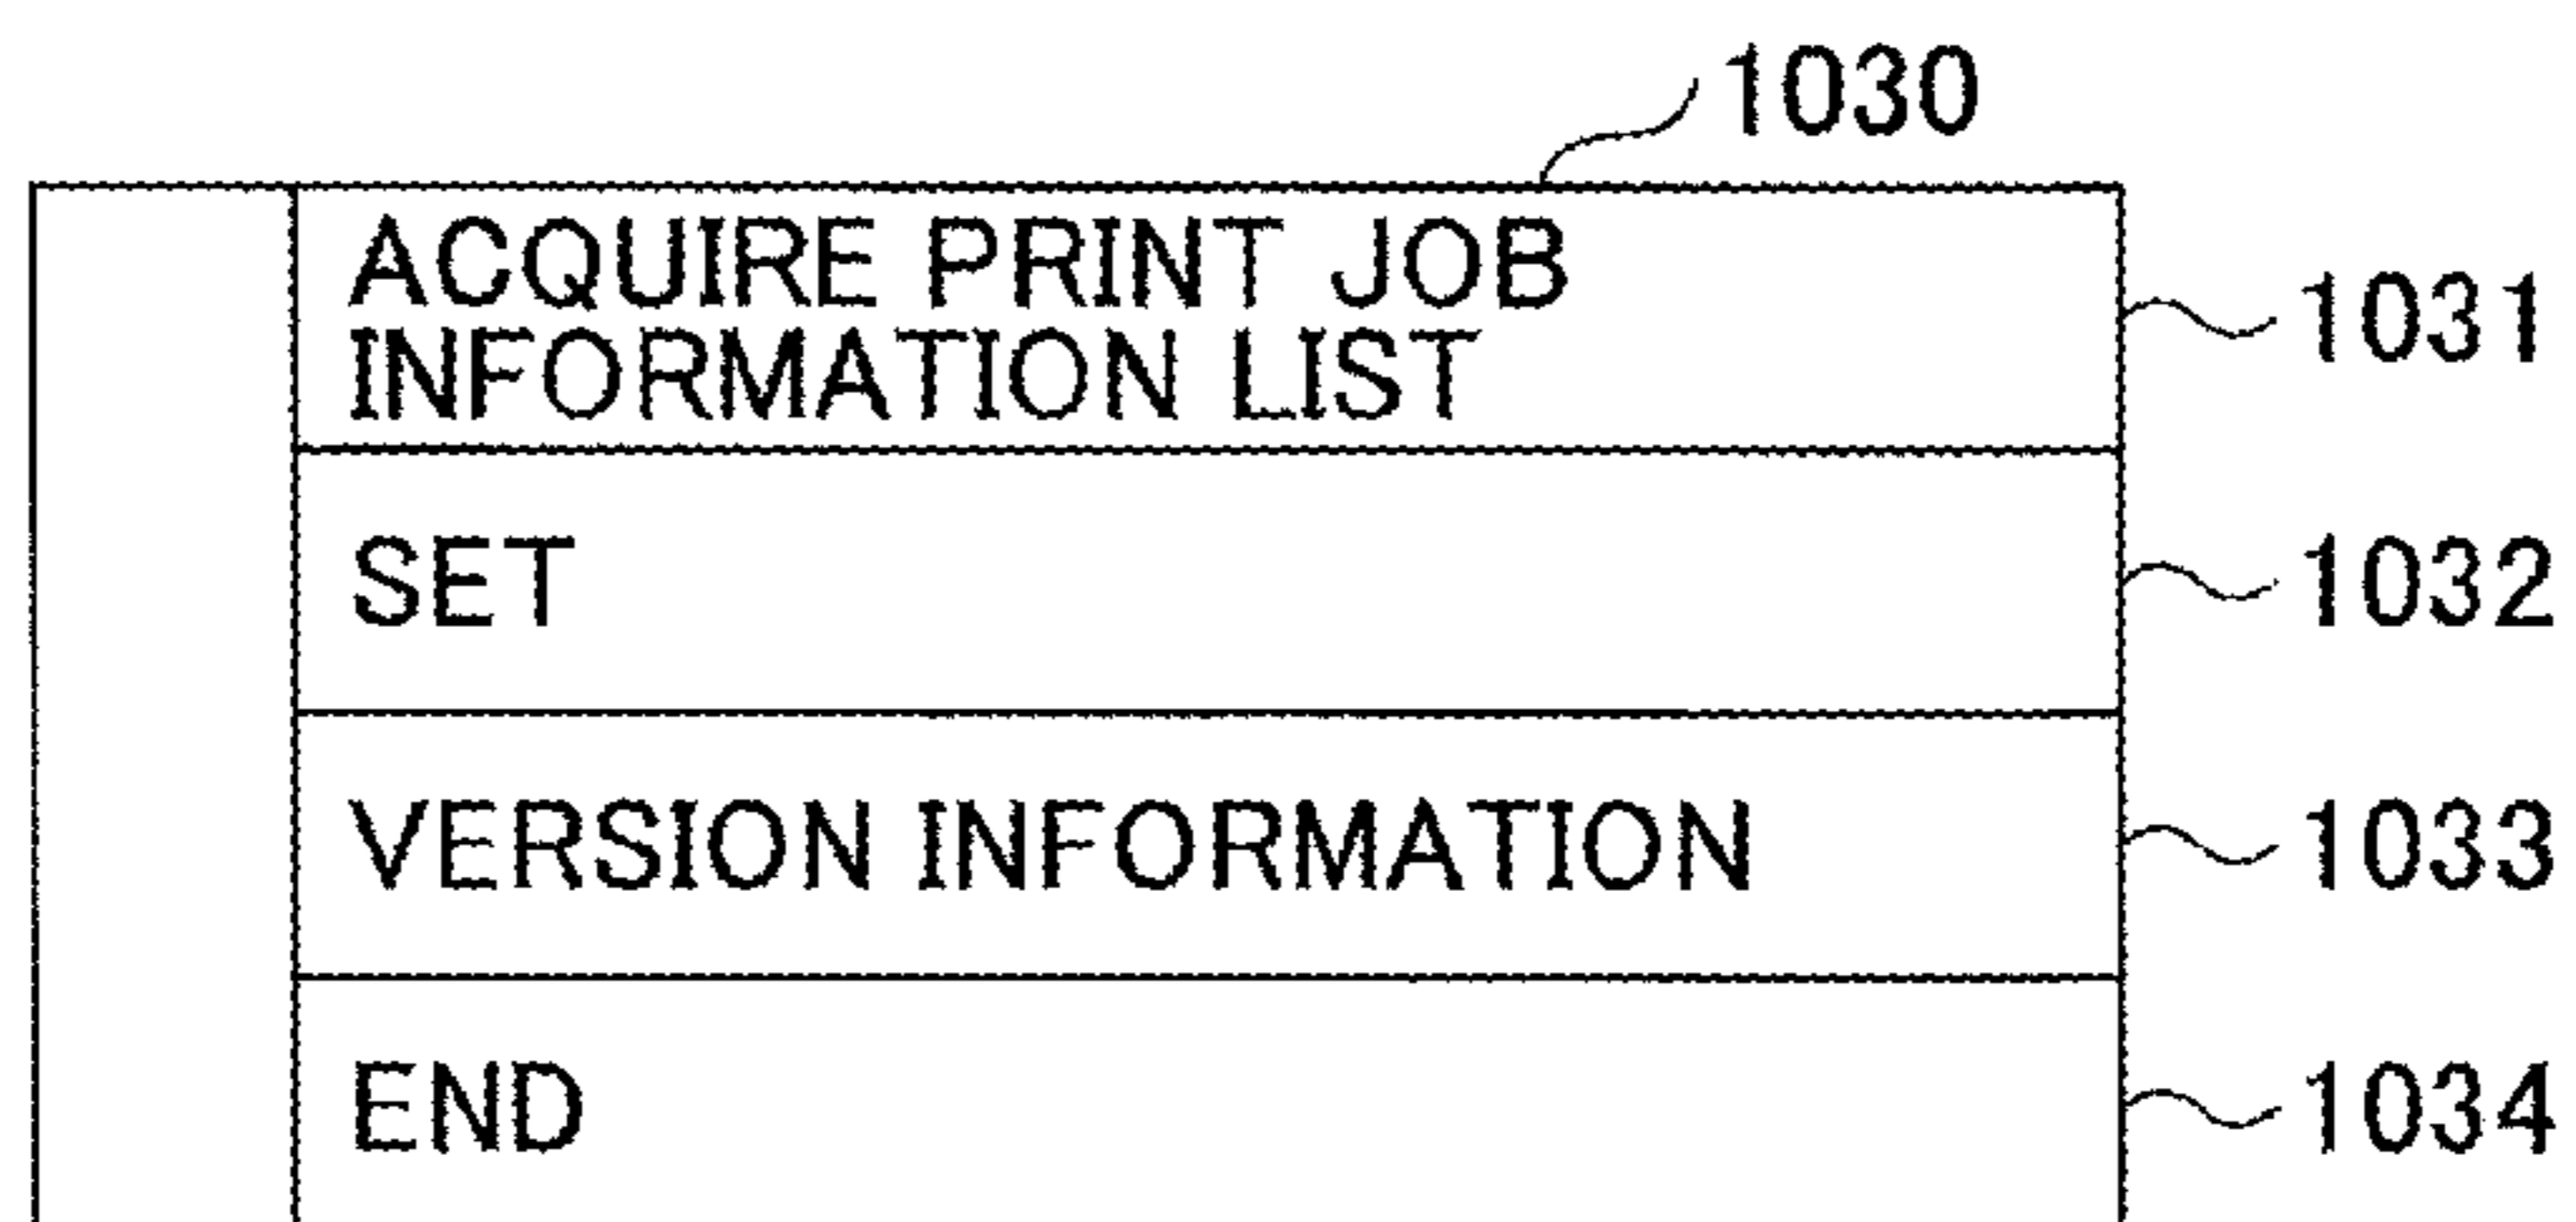 1030
ACQUIRE PRINT JOB
INFORMATION LIST
1031
SET
1032
VERSION INFORMATION
1033
END
1034